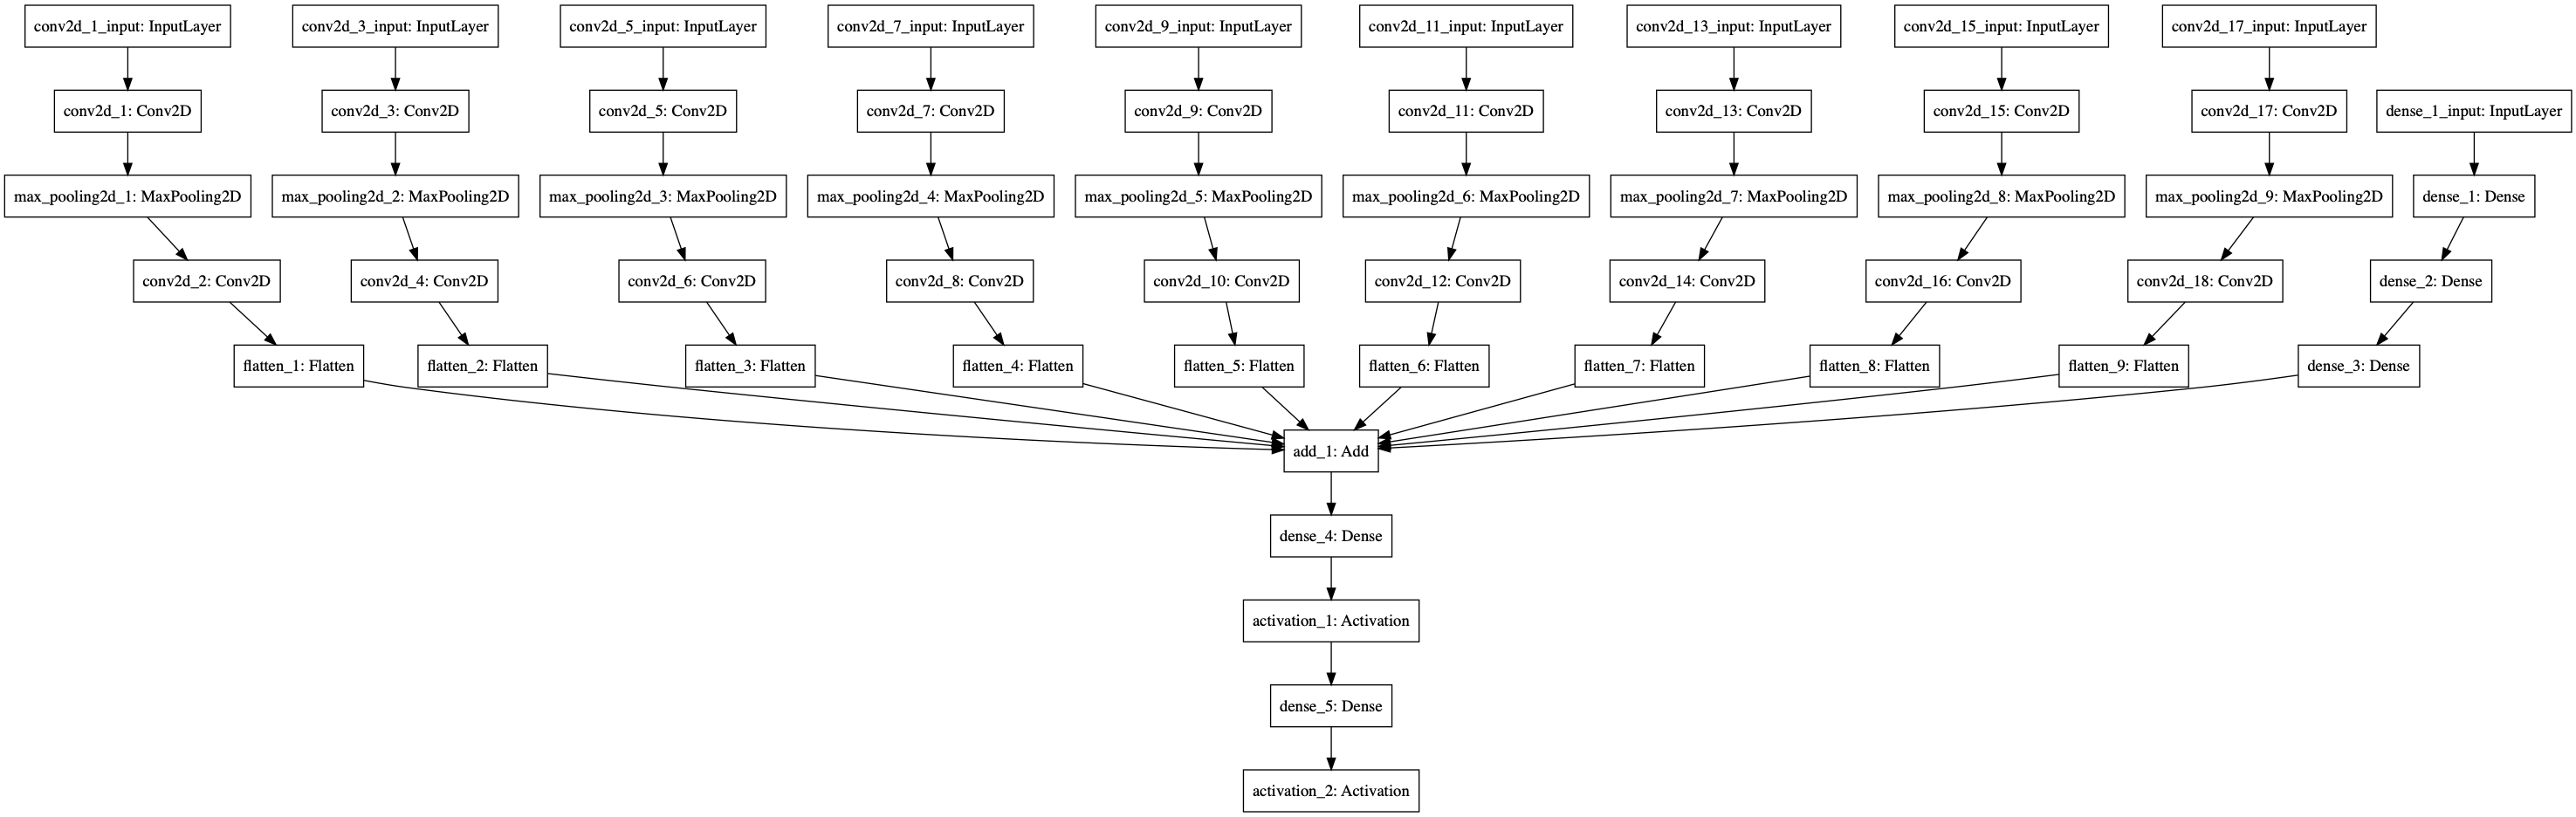 conv2d_1_input: InputLayer
conv2d_3_input: InputLayer
conv2d_5_input: InputLayer
conv2d_7_input: InputLayer
conv2d_9_input: InputLayer
conv2d_11_input: InputLayer
conv2d_13_input: InputLayer
conv2d_15_input: InputLayer
conv2d_17_input: InputLayer
conv2d_1: Conv2D
conv2d_3: Conv2D
conv2d_5: Conv2D
conv2d_7: Conv2D
conv2d_9: Conv2D
conv2d_11: Conv2D
conv2d_13: Conv2D
conv2d_15: Conv2D
conv2d_17: Conv2D
dense_1_input: InputLayer
max_pooling2d_1: MaxPooling2D
max_pooling2d_2: MaxPooling2D
max_pooling2d_3: MaxPooling2D
max_pooling2d_4: MaxPooling2D
max_pooling2d_5: MaxPooling2D
max_pooling2d_6: MaxPooling2D
max_pooling2d_7: MaxPooling2D
max_pooling2d_8: MaxPooling2D
max_pooling2d_9: MaxPooling2D
dense_1: Dense
conv2d_2: Conv2D
conv2d_4: Conv2D
conv2d_6: Conv2D
conv2d_8: Conv2D
conv2d_10: Conv2D
conv2d_12: Conv2D
conv2d_14: Conv2D
conv2d_16: Conv2D
conv2d_18: Conv2D
dense_2: Dense
flatten_1: Flatten
flatten_2: Flatten
flatten_3: Flatten
flatten_4: Flatten
flatten_5: Flatten
flatten_6: Flatten
flatten_7: Flatten
flatten_8: Flatten
flatten_9: Flatten
dense_3: Dense
add_1: Add
dense_4: Dense
activation_1: Activation
dense_5: Dense
activation_2: Activation